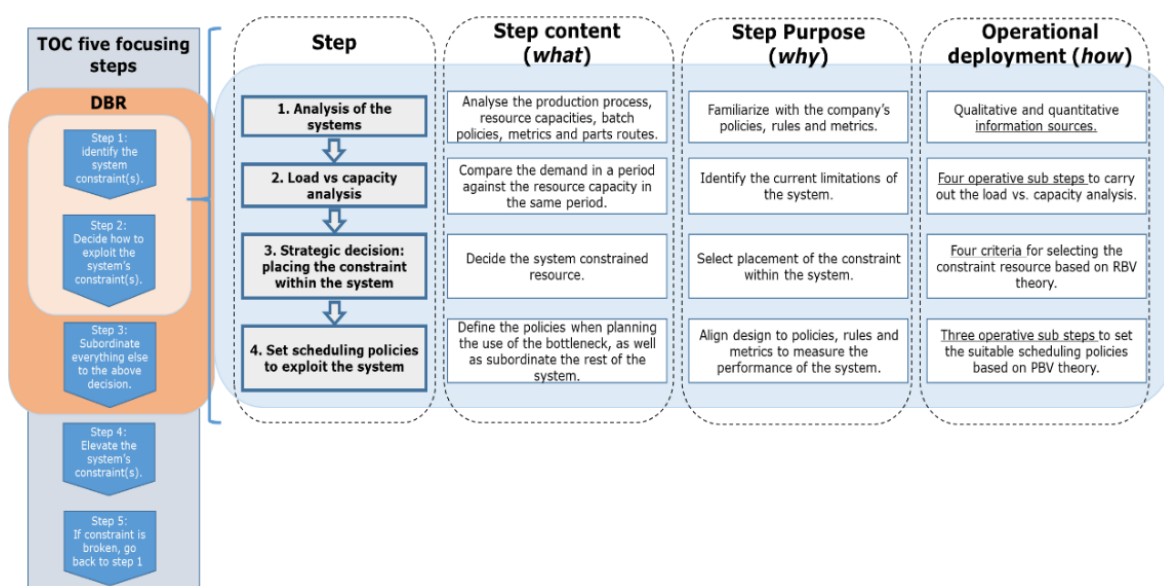 TOC five focusing
steps
DBR
Step 1:
identify the
system
constraint(s).
Step 2:
Decide how to
exploit the
system's
constraint(s).
Step 3:
Subordinate
everything else
to the above
decision.
Step 4:
Elevate the
system's
constraint(s).
Step 5:
If constraint is
broken, go
back to step 1
Step
Step content
(what)
Step Purpose
(why)
Operational
deployment (how)
1. Analysis of the
systems
Analyse the production process,
resource capacities, batch
policies, metrics and parts routes.
Familiarize with the company's
policies, rules and metrics.
Qualitative and quantitative
information sources.
2. Load vs capacity
analysis
Compare the demand in a period
against the resource capacity in
the same period.
Identify the current limitations of
the system.
Four operative sub steps to carry
out the load vs. capacity analysis.
3. Strategic decision:
placing the constraint
within the system
Decide the system constrained
resource.
Select placement of the constraint
within the system.
Four criteria for selecting the
constraint resource based on RBV
theory.
4. Set scheduling policies
to exploit the system
Define the policies when planning
the use of the bottleneck, as well
as subordinate the rest of the
system.
Align design to policies, rules and
metrics to measure the
performance of the system.
Three operative sub steps to set
the suitable scheduling policies
based on PBV theory.